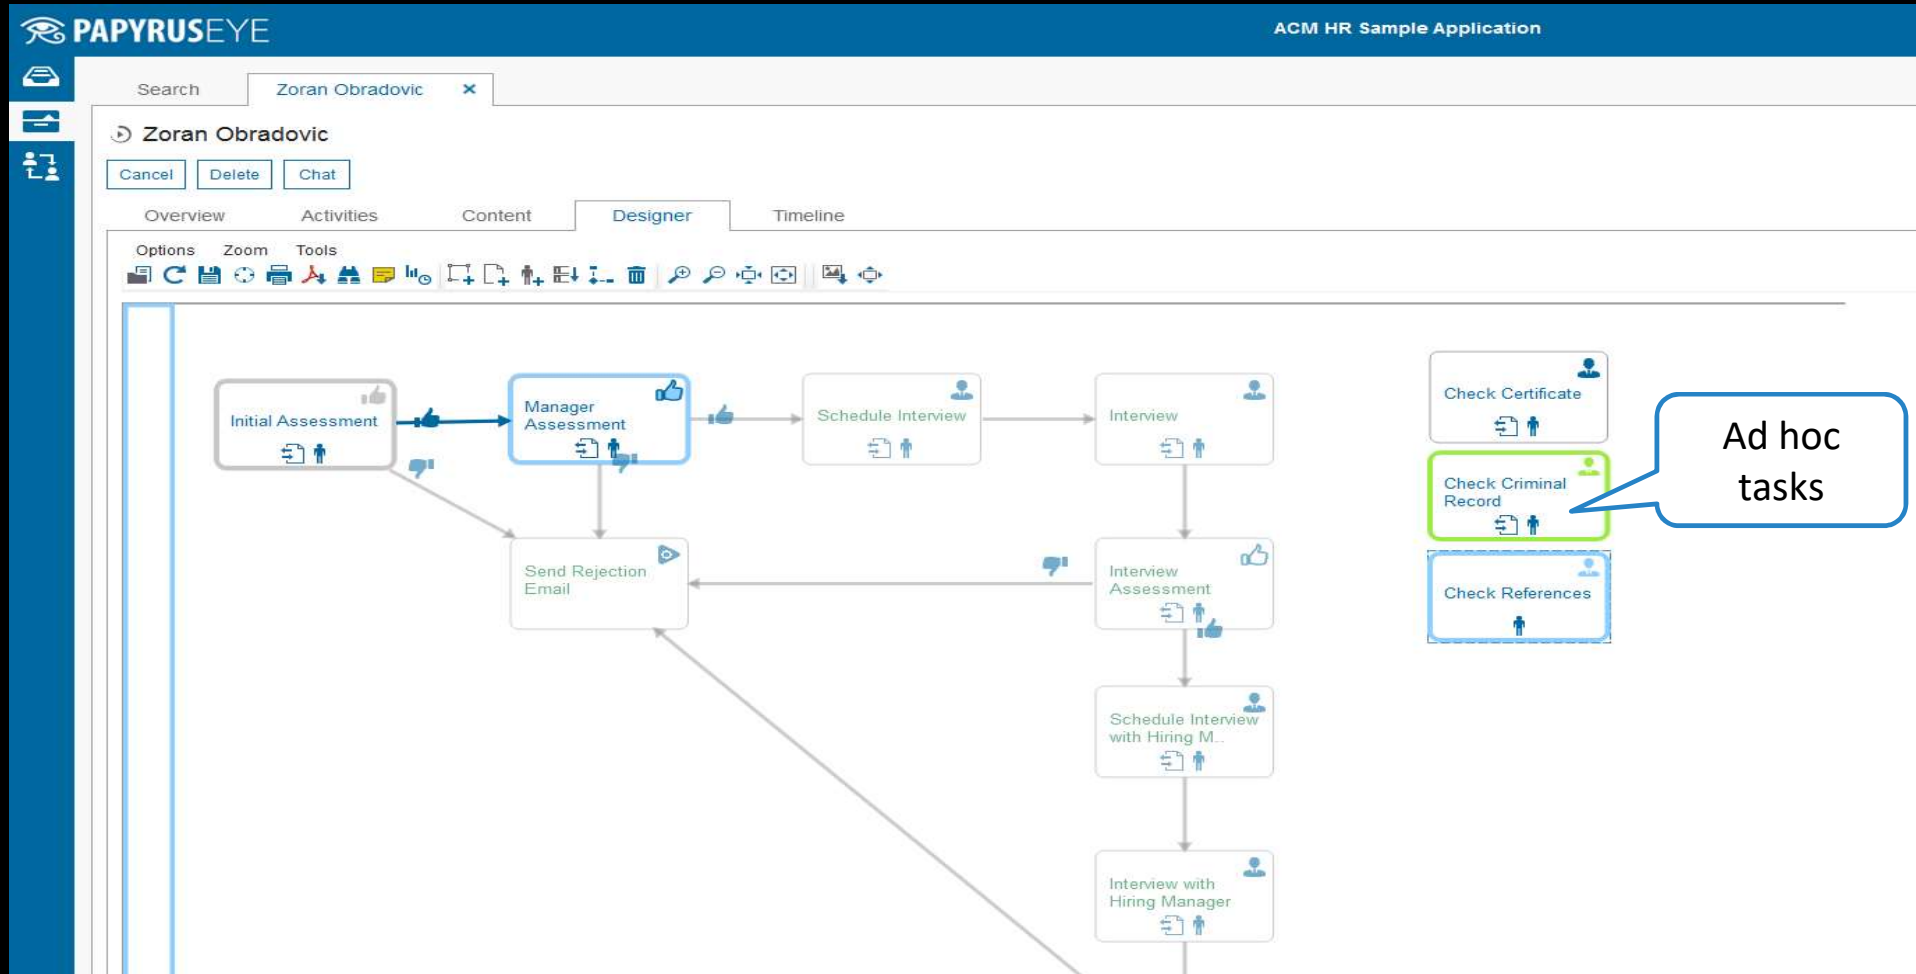 PAPYRUSEYE
ACM HR Sample Application
Search
Zoran Obradovic
Zoran Obradovic
Cancel
Delete
Chat
Overview
Activities
Content
Designer
Timeline
Options
Zoom
Tools
Initial Assessment
Manager
Assessment
Schedule Interview
Interview
Check Certificate
Check Criminal
Record
Ad hoc
tasks
Send Rejection
Email
Interview
Assessment
Check References
Schedule Interview
with Hiring M..
Interview with
Hiring Manager